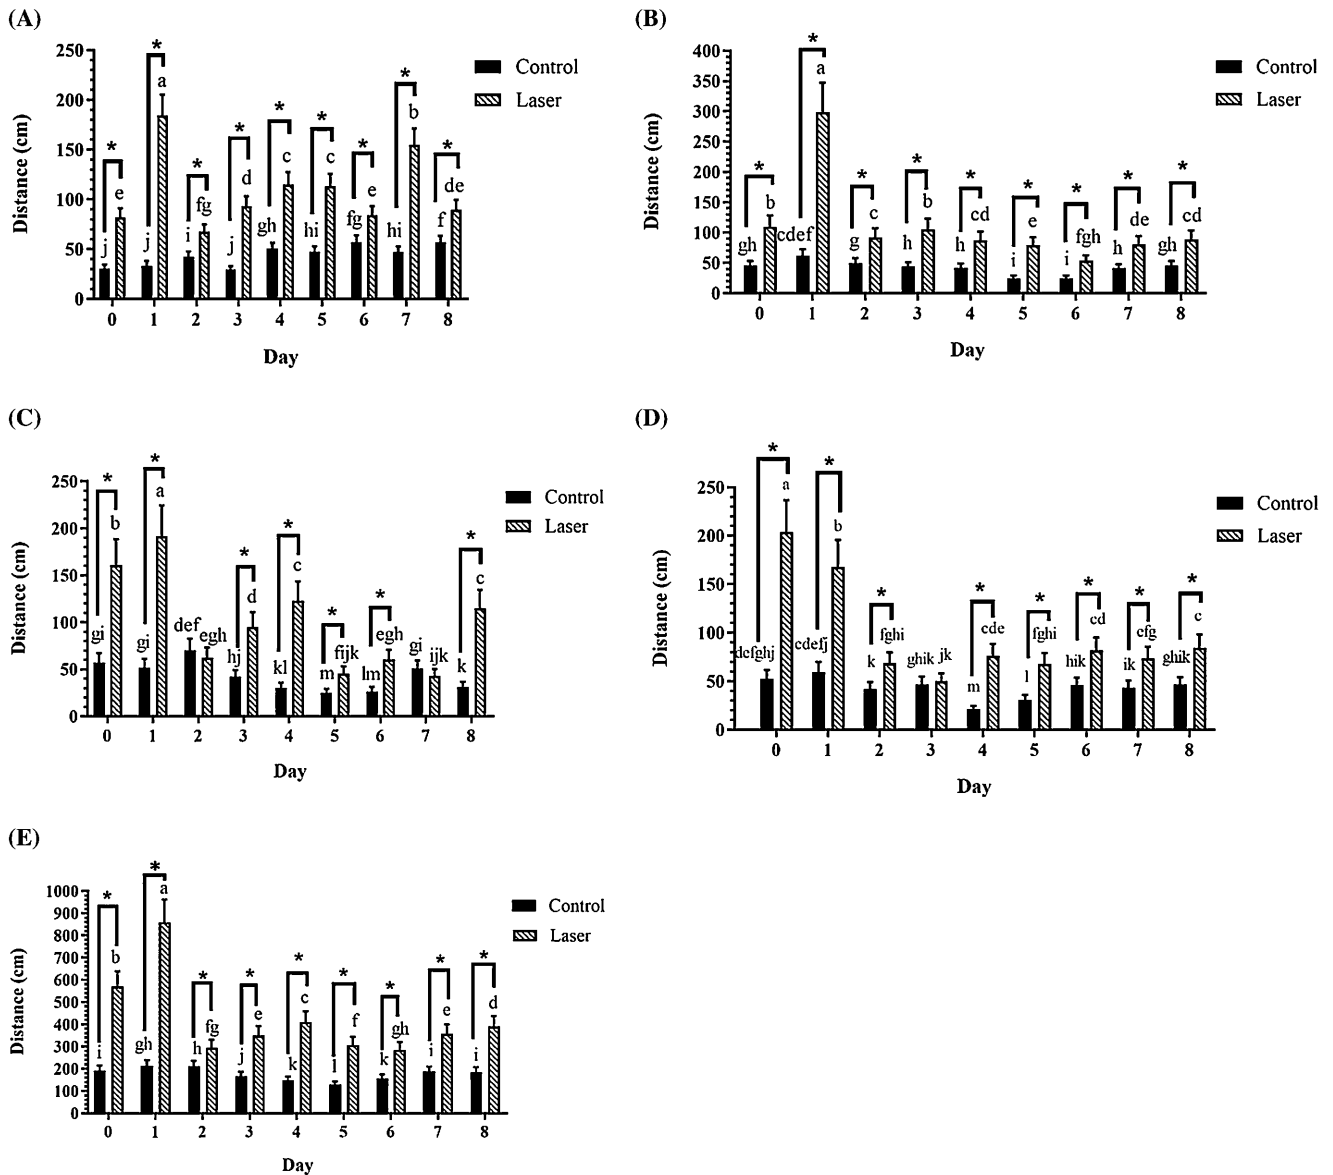 (A)
250
200
150
100
50
0
Distance (cm)
* * * * * * * * *
j e j a i fg j d gh c hi c fg e hi b f de
0 1 2 3 4 5 6 7 8
Day
Control
Laser
(B)
400
350
300
250
200
150
100
50
0
Distance (cm)
* * * * * * * * *
gh b cdef a g c h b h cd i e i fgh h de gh cd
0 1 2 3 4 5 6 7 8
Day
Control
Laser
(C)
250
200
150
100
50
0
Distance (cm)
* * * * * * *
gi b gi a def egh hj d kl c m fijk lm egh gi ijk k c
0 1 2 3 4 5 6 7 8
Day
Control
Laser
(D)
250
200
150
100
50
0
Distance (cm)
* * * * * * * *
a cdefj b k fghi ghik jk m cde l fghi hik cd ik ghik c
0 1 2 3 4 5 6 7 8
Day
Control
Laser
(E)
1000
900
800
700
600
500
400
300
200
100
0
Distance (cm)
* * * * * * * * *
i b gh a h fg j e k c l f k gh i e i d
0 1 2 3 4 5 6 7 8
Day
Control
Laser